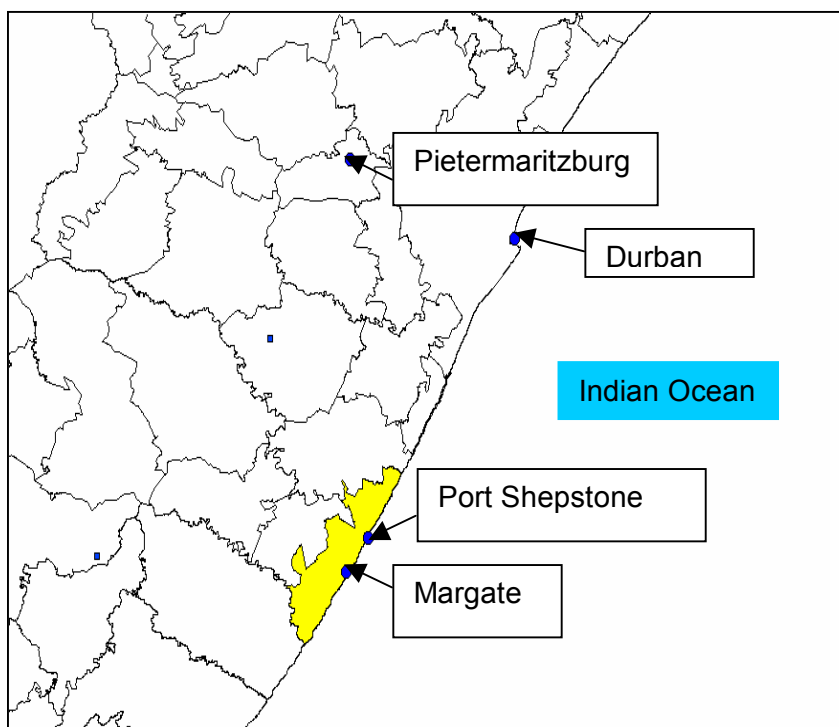 Pietermaritzburg
Durban
Indian Ocean
Port Shepstone
Margate